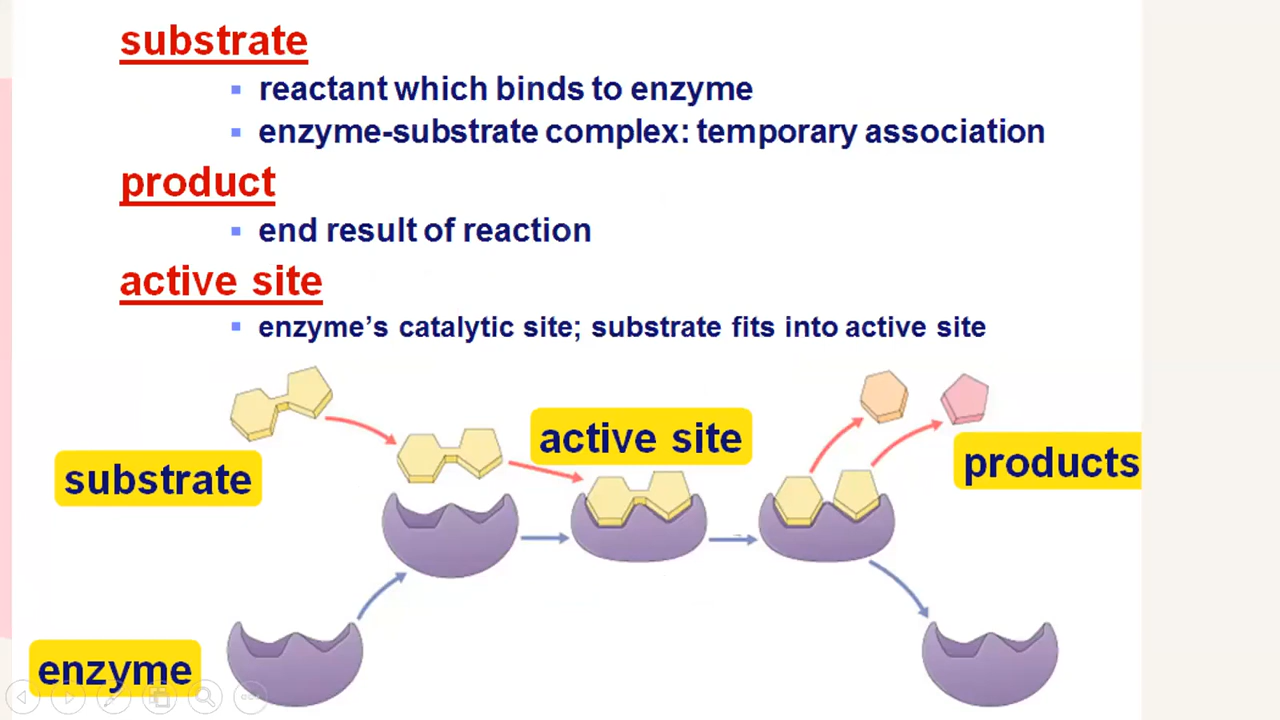 substrate
▪ reactant which binds to enzyme
▪ enzyme-substrate complex: temporary association
product
▪ end result of reaction
active site
▪ enzyme’s catalytic site; substrate fits into active site
active site
products
substrate
enzyme